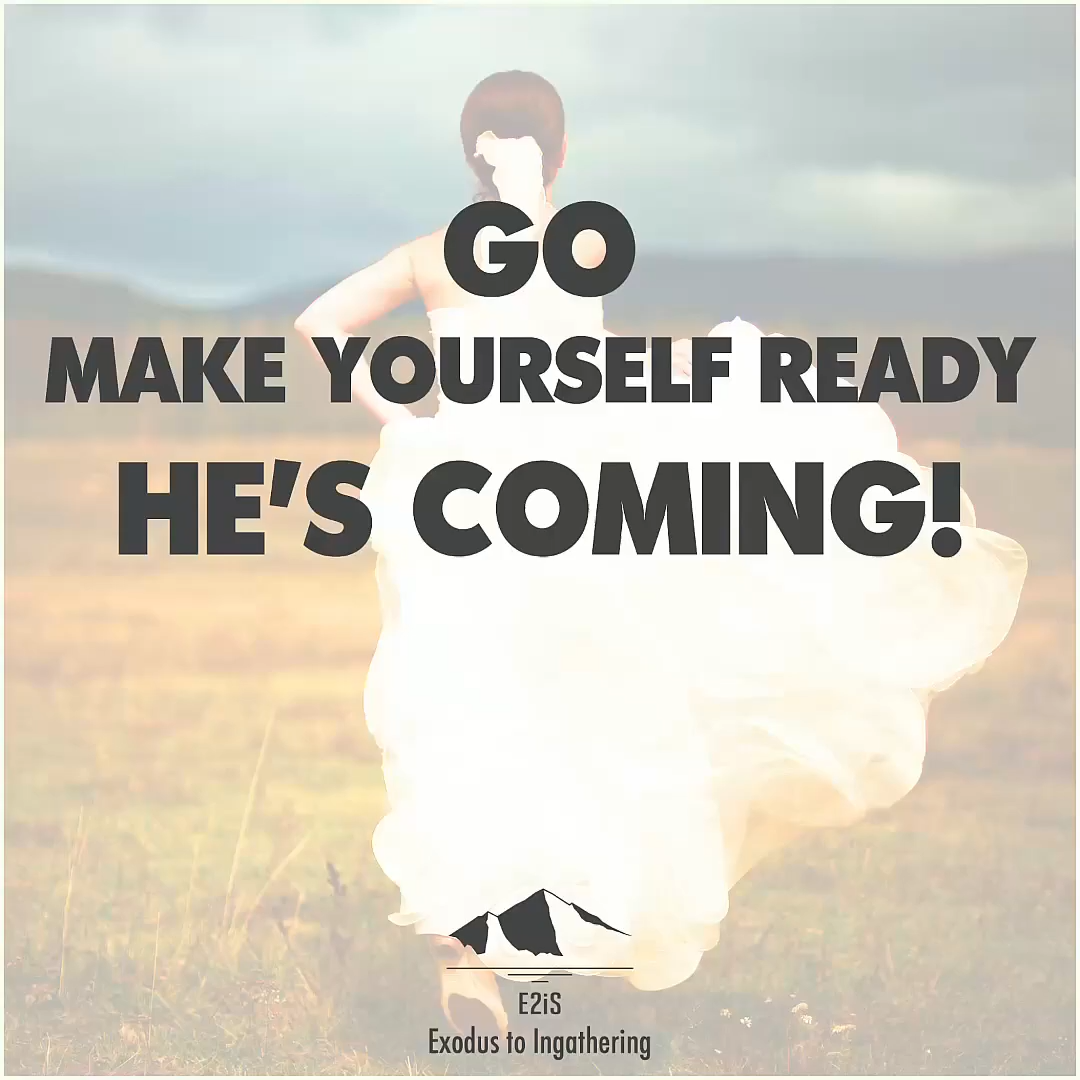 GO
MAKE YOURSELF READY
HE'S COMING!
E2iS
Exodus to Ingathering